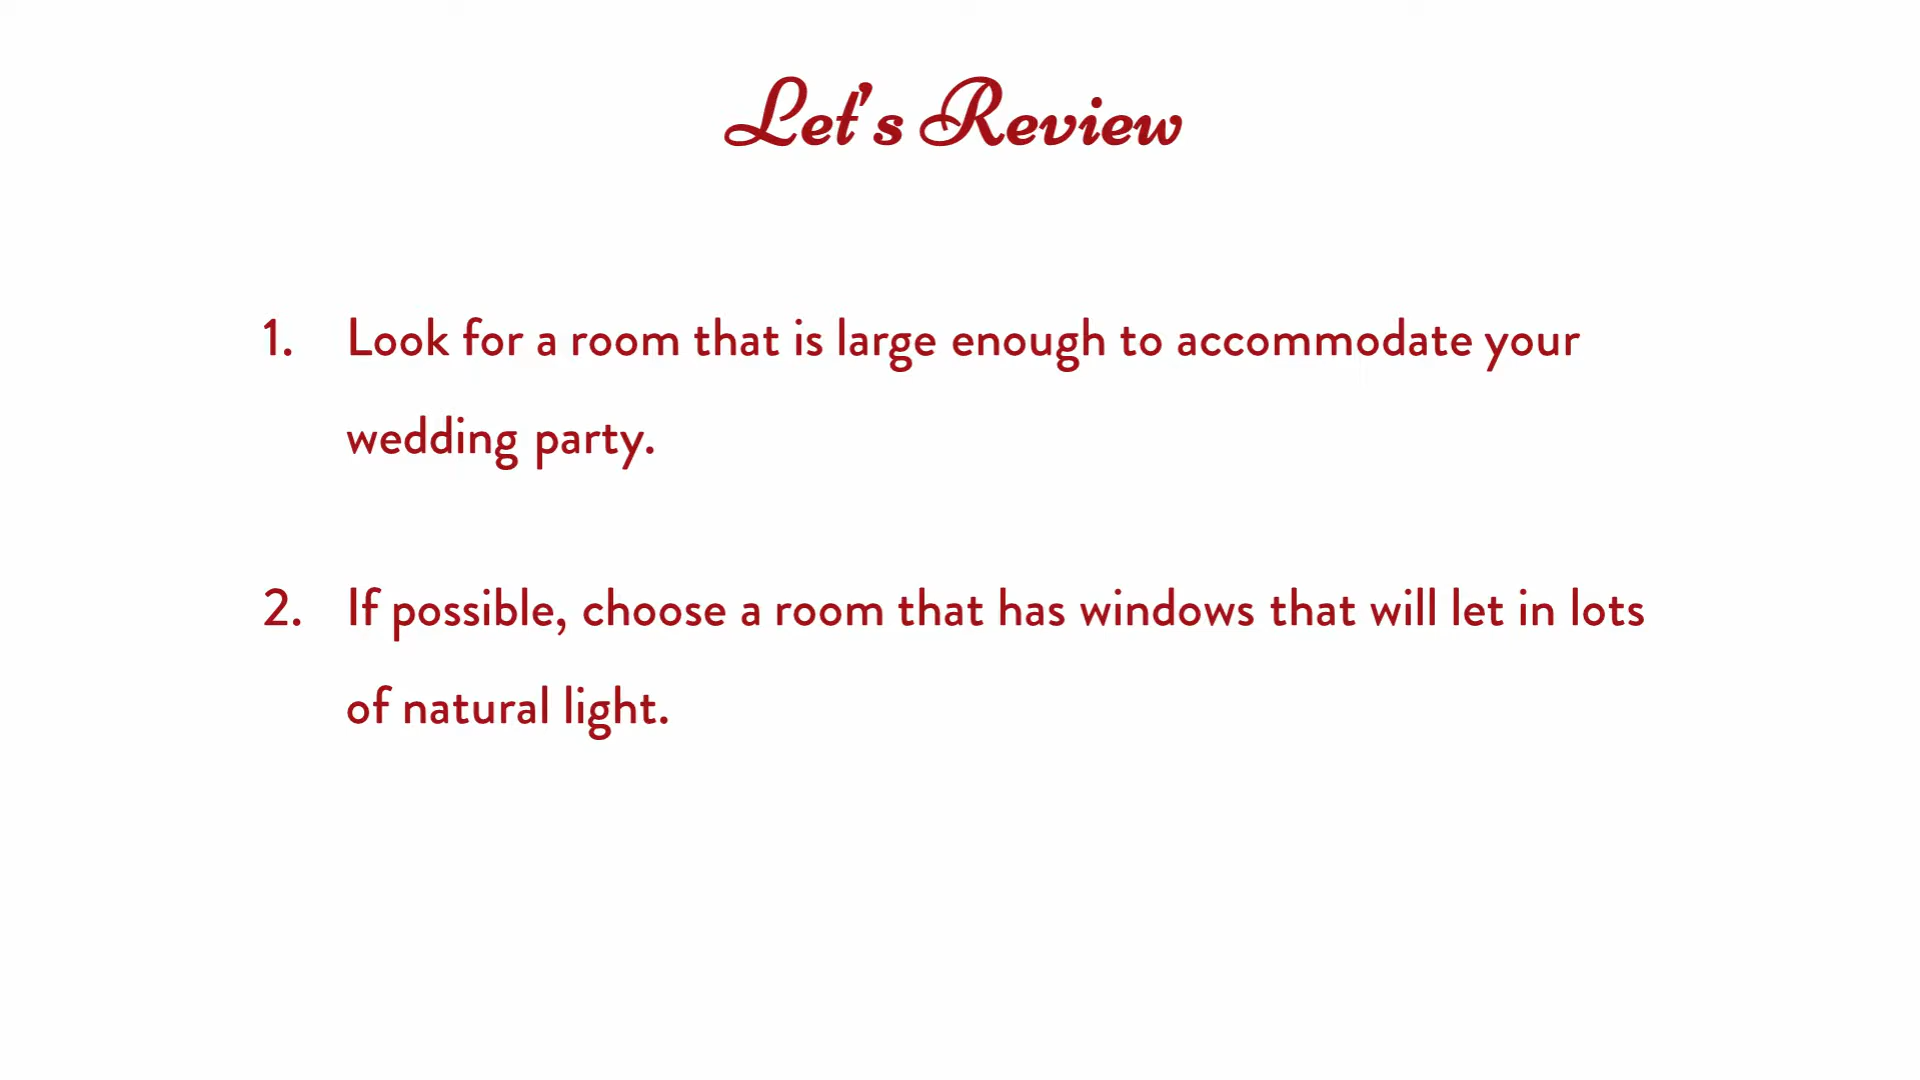 Let's Review
1. Look for a room that is large enough to accommodate your
wedding party.
2. If possible, choose a room that has windows that will let in lots
of natural light.